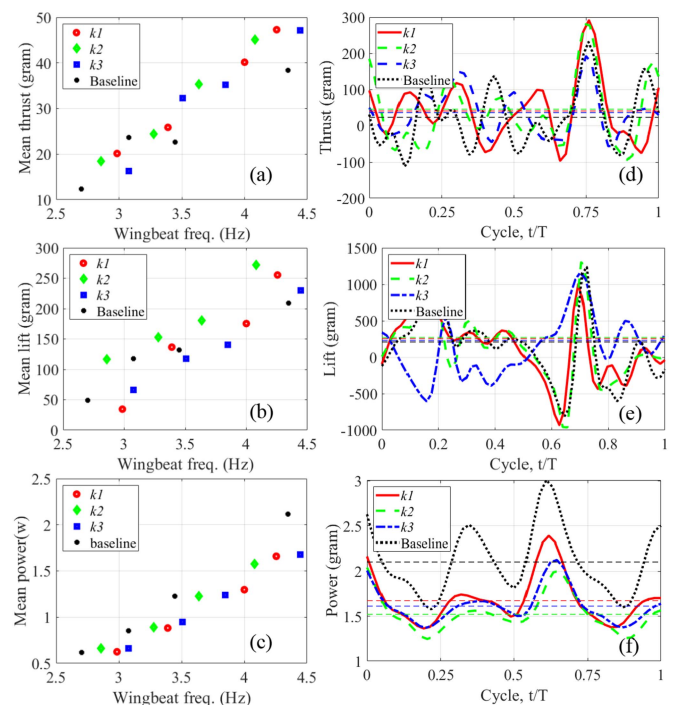 50
40
30
20
10
Mean thrust (gram)
k1
k2
k3
Baseline
(a)
2.5 3 3.5 4 4.5
Wingbeat freq. (Hz)
300
200
100
0
-100
-200
Thrust (gram)
k1
k2
k3
Baseline
(d)
0 0.25 0.5 0.75 1
Cycle, t/T
300
250
200
150
100
50
0
Mean lift (gram)
k1
k2
k3
Baseline
(b)
2.5 3 3.5 4 4.5
Wingbeat freq. (Hz)
1500
1000
500
0
-500
-1000
Lift (gram)
k1
k2
k3
Baseline
(e)
0 0.2 0.4 0.6 0.8 1
Cycle, t/T
2.5
2
1.5
1
0.5
Mean power(w)
k1
k2
k3
baseline
(c)
2.5 3 3.5 4 4.5
Wingbeat freq. (Hz)
3
2.5
2
1.5
1
Power (gram)
k1
k2
k3
Baseline
(f)
0 0.25 0.5 0.75 1
Cycle, t/T